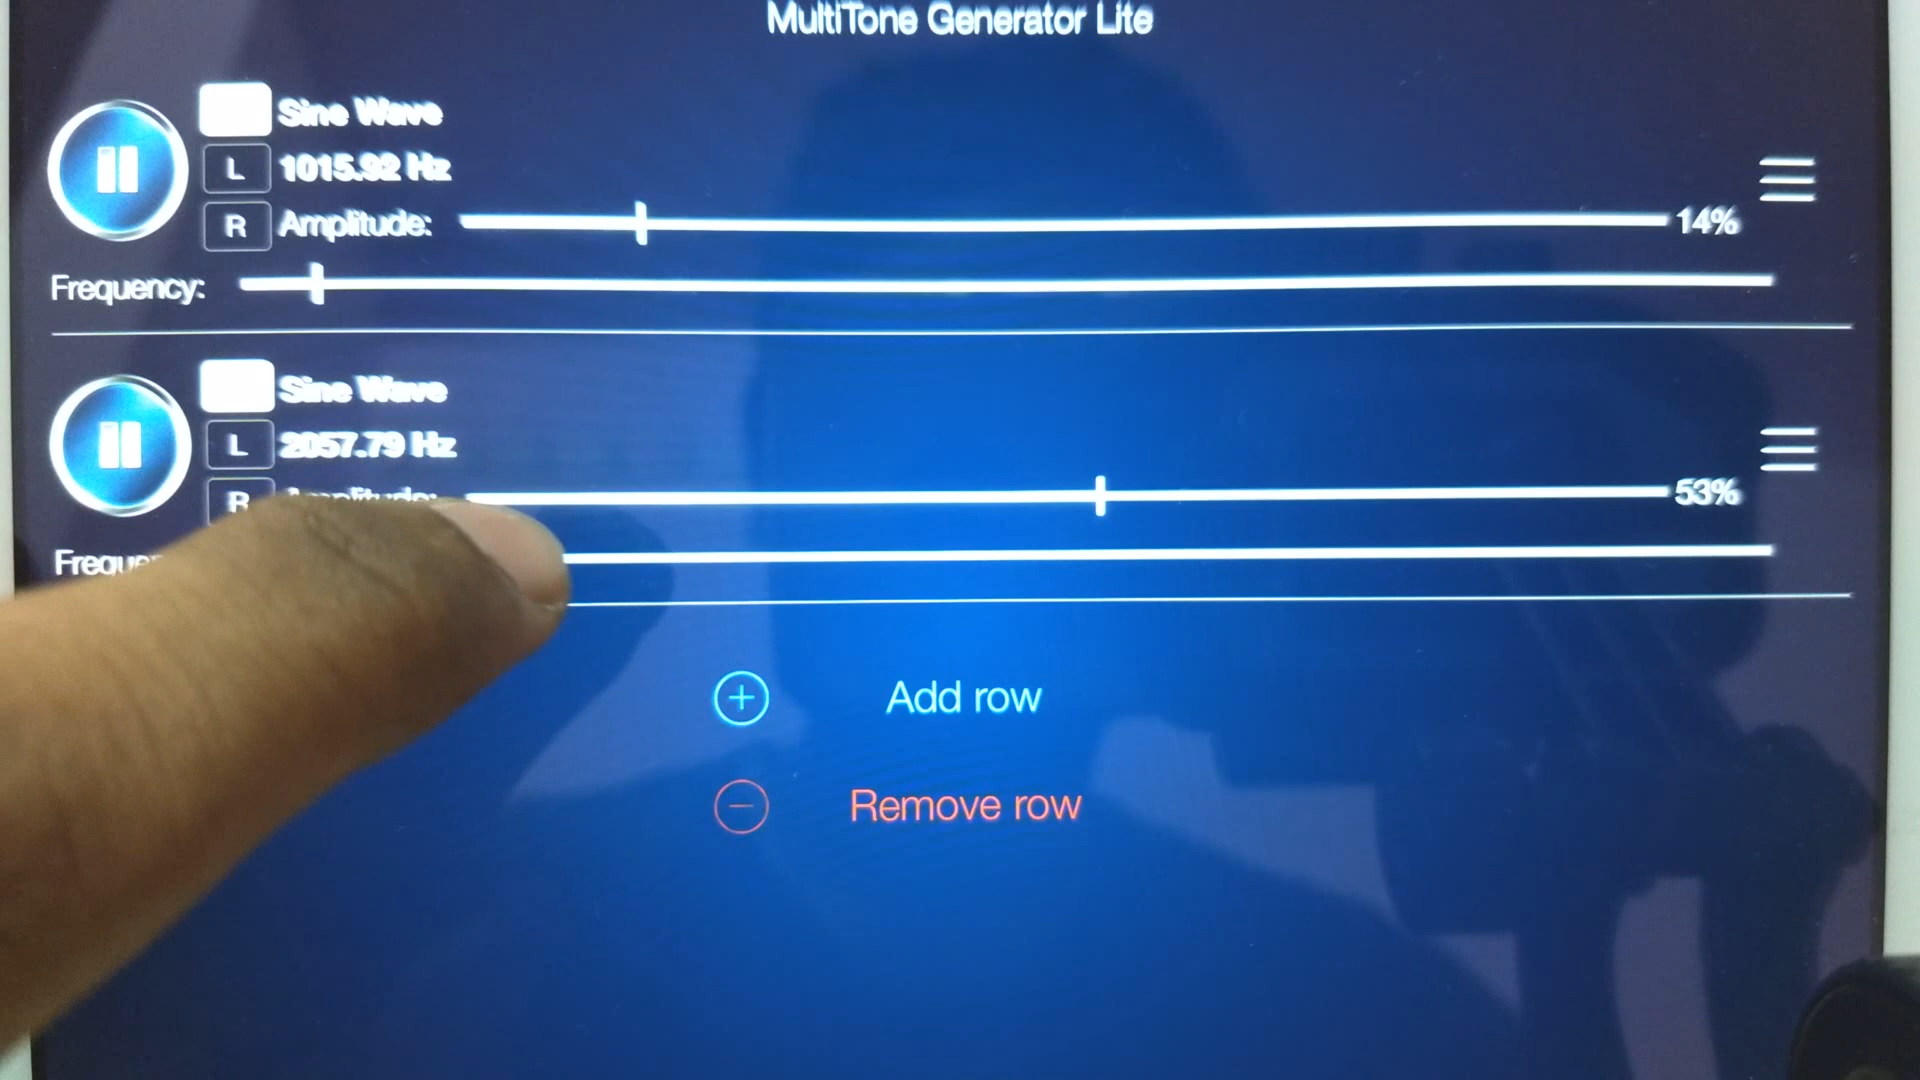 MultiTone Generator Lite
Sine Wave
L 1015.92 Hz
R Amplitude: 14%
Frequency:
Sine Wave
L 2057.79 Hz
R Amplitude: 53%
Add row
Remove row